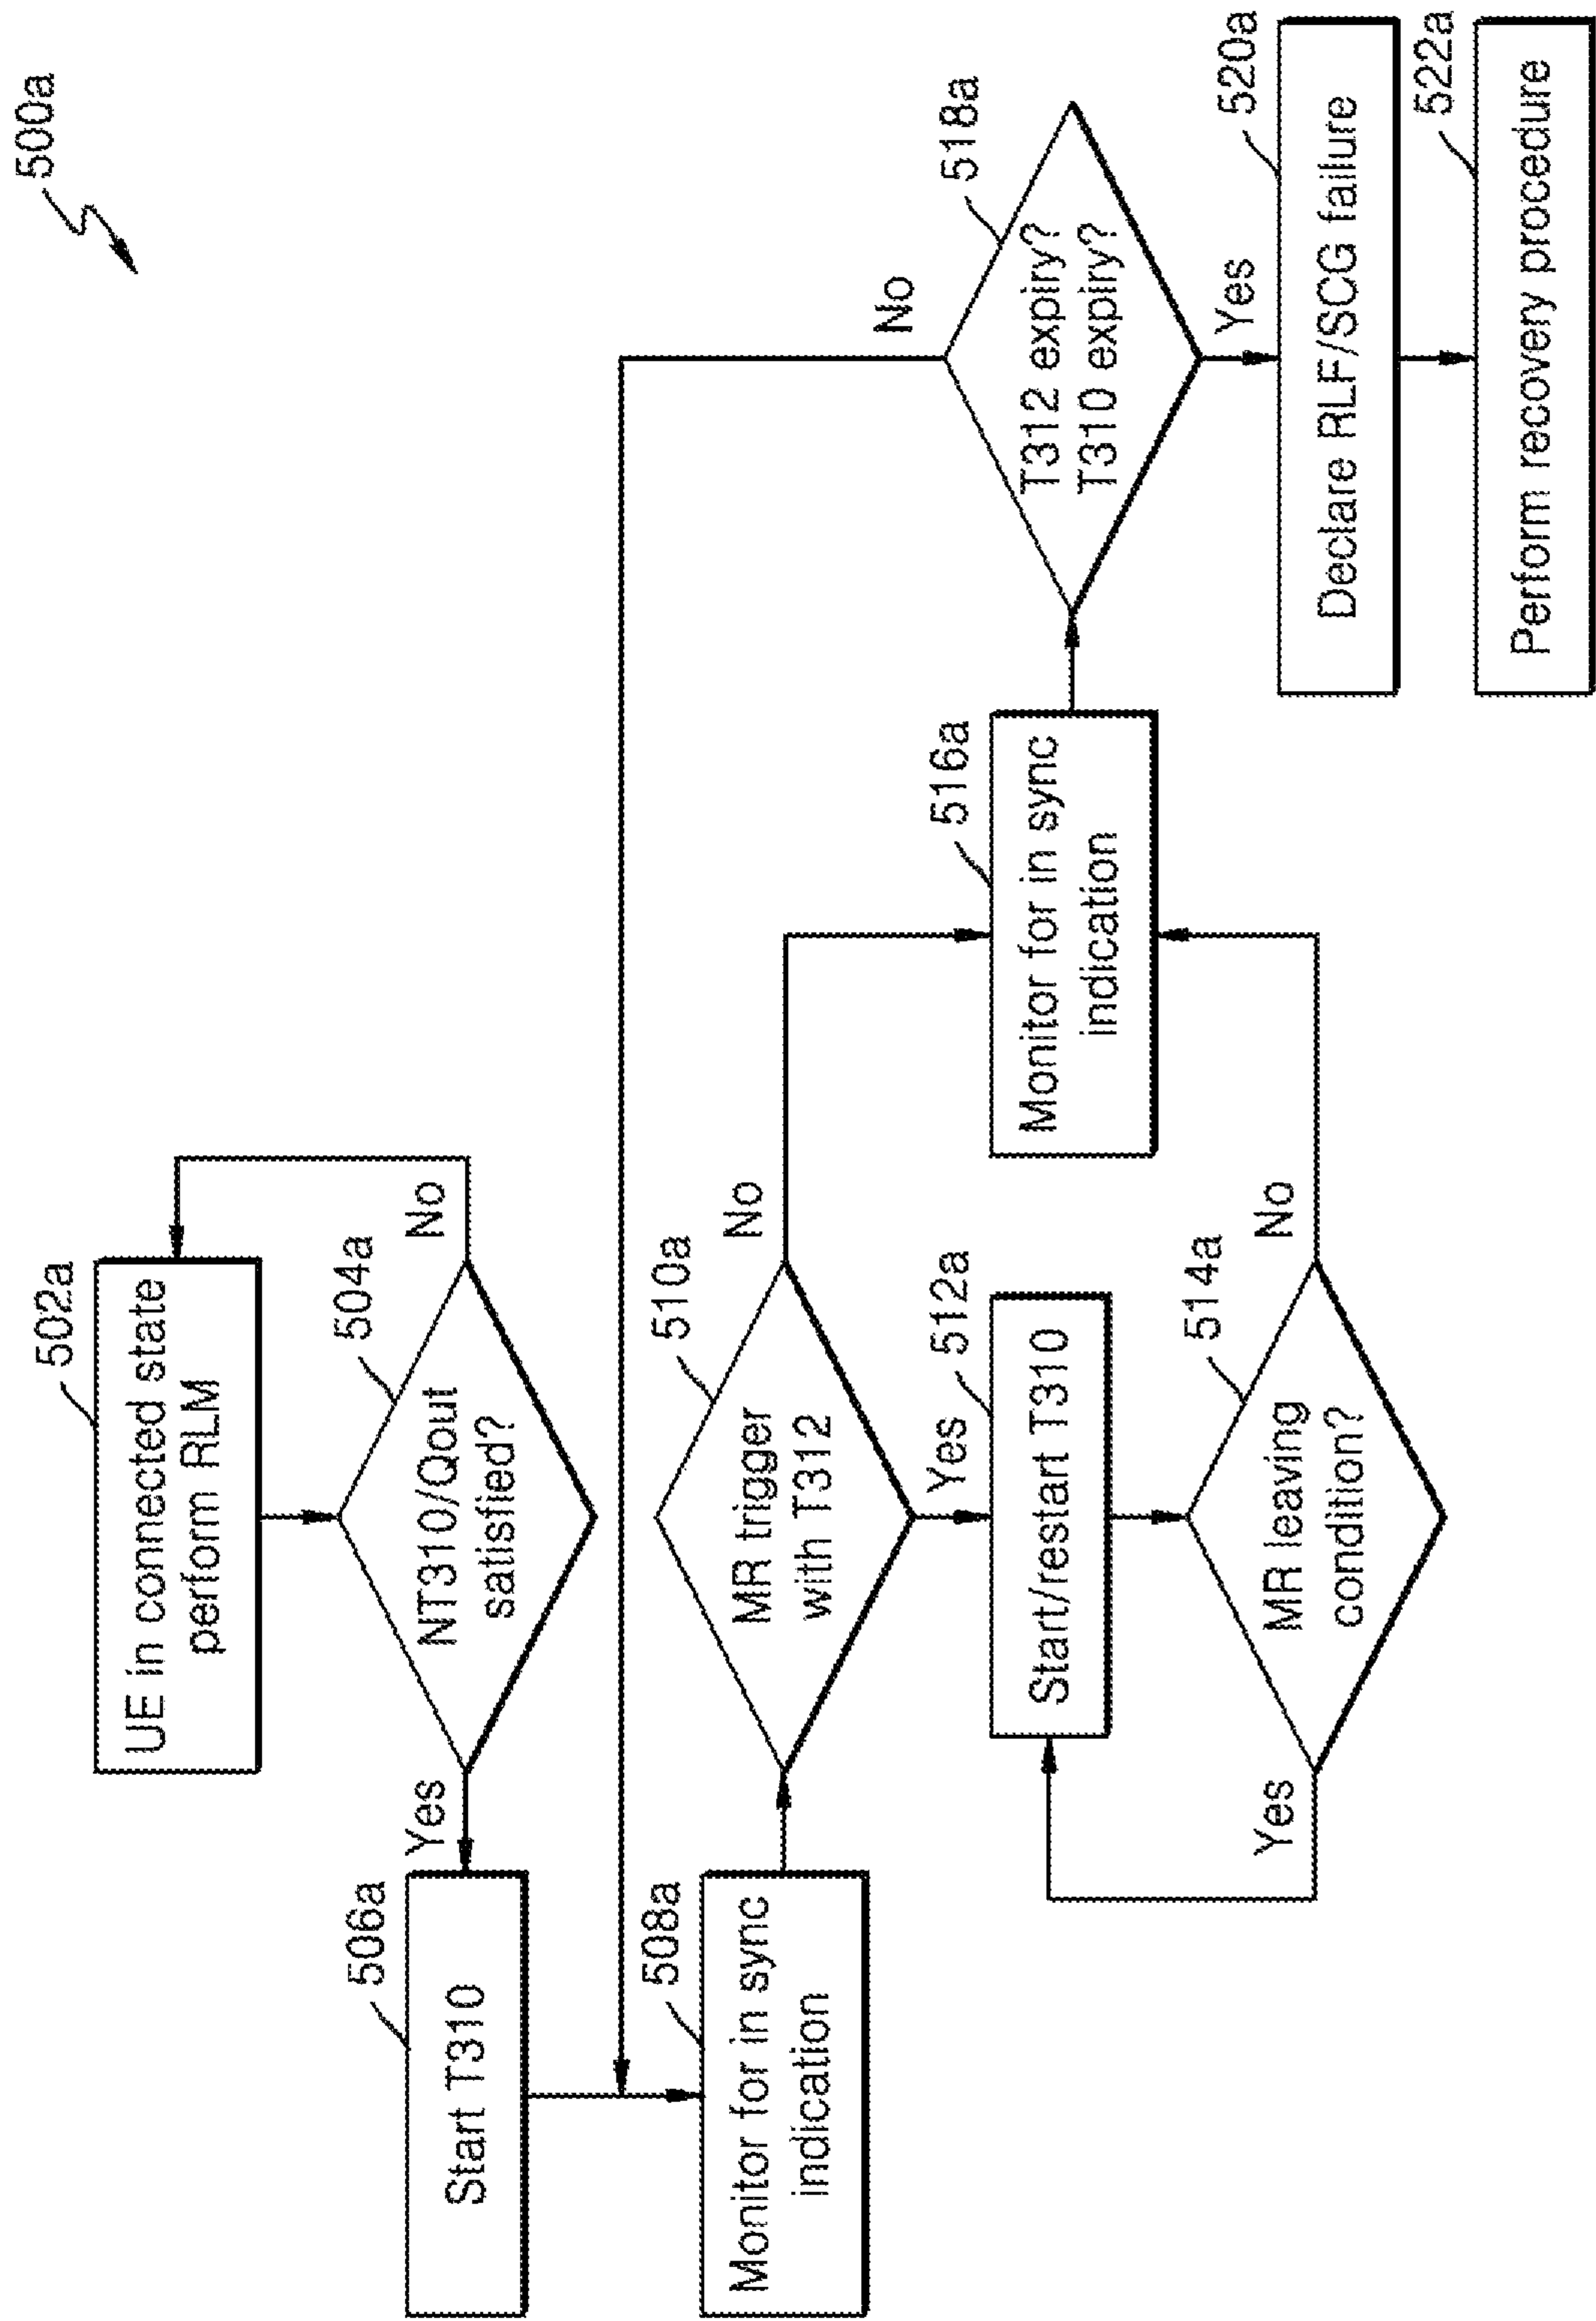 500a
502a
UE in connected state
perform RLM
504a
NT310/Qout
satisfied?
No
Yes
506a
Start T310
508a
Monitor for in sync
indication
510a
MR trigger
with T312
No
Yes
512a
Start/restart T310
514a
MR leaving
condition?
Yes
No
516a
Monitor for in sync
indication
518a
T312 expiry?
T310 expiry?
No
Yes
520a
Declare RLF/SCG failure
522a
Perform recovery procedure